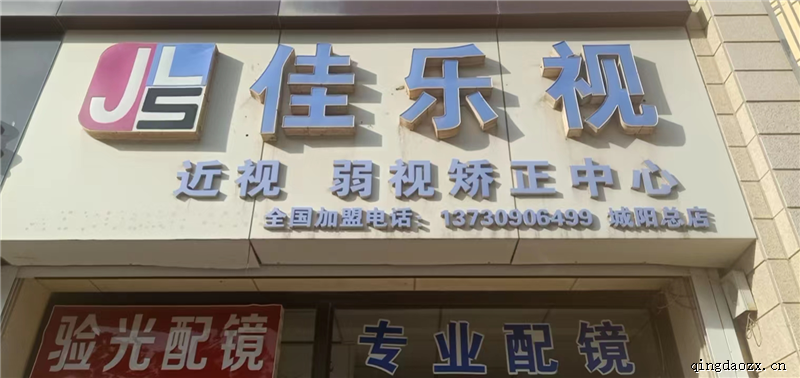 JLS 佳乐视
近视 弱视矫正中心
全国加盟电话 13730906499 城阳总店
验光配镜 专业配镜
qingdaozx.cn